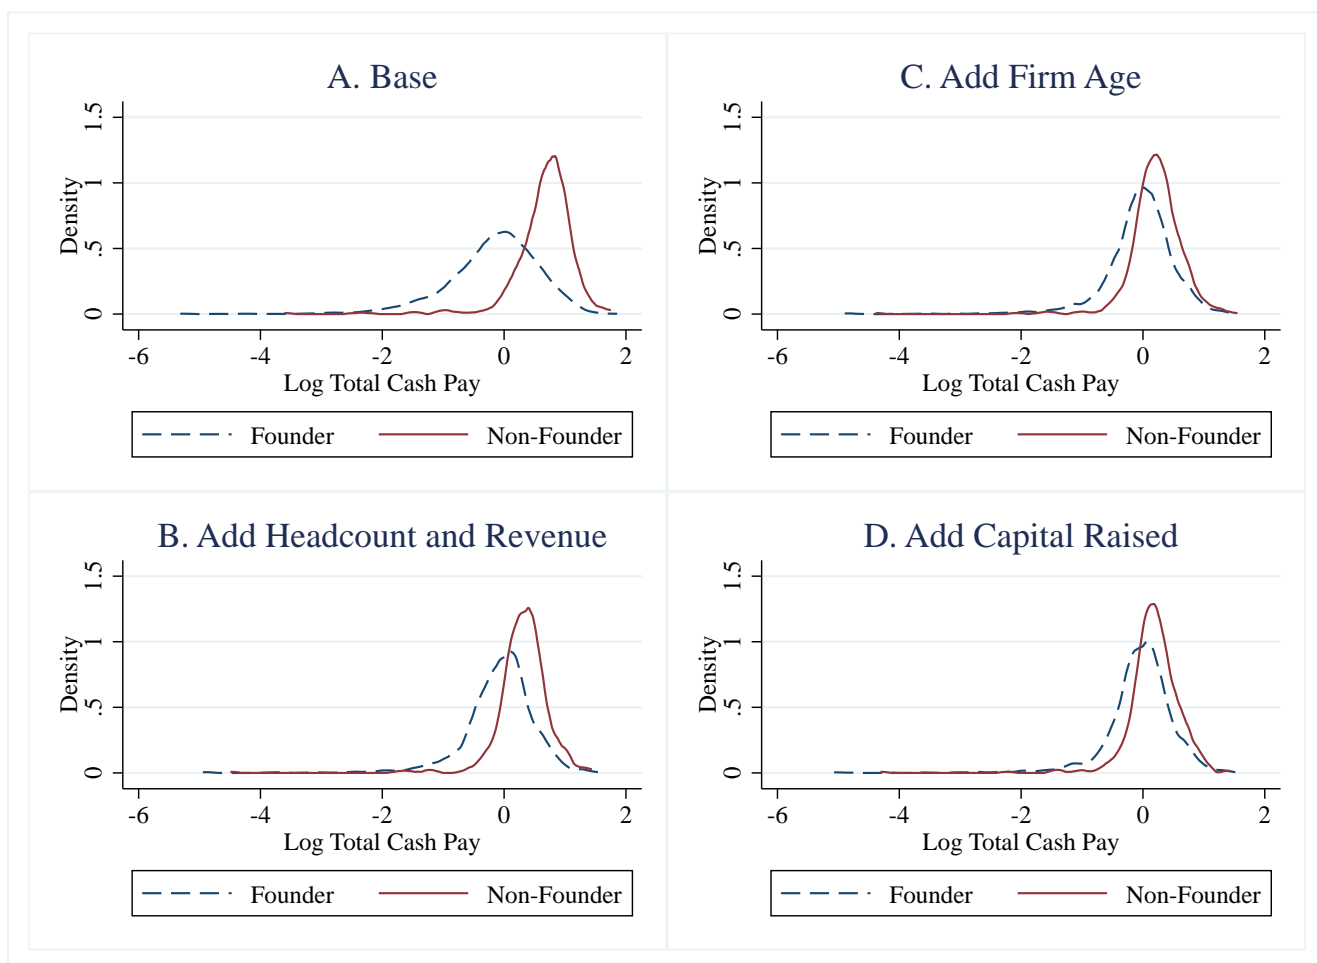 A. Base
Density
0
.5
1
1.5
-6 -4 -2 0 2
Log Total Cash Pay
Founder Non-Founder
C. Add Firm Age
Density
0
.5
1
1.5
-6 -4 -2 0 2
Log Total Cash Pay
Founder Non-Founder
B. Add Headcount and Revenue
Density
0
.5
1
1.5
-6 -4 -2 0 2
Log Total Cash Pay
Founder Non-Founder
D. Add Capital Raised
Density
0
.5
1
1.5
-6 -4 -2 0 2
Log Total Cash Pay
Founder Non-Founder